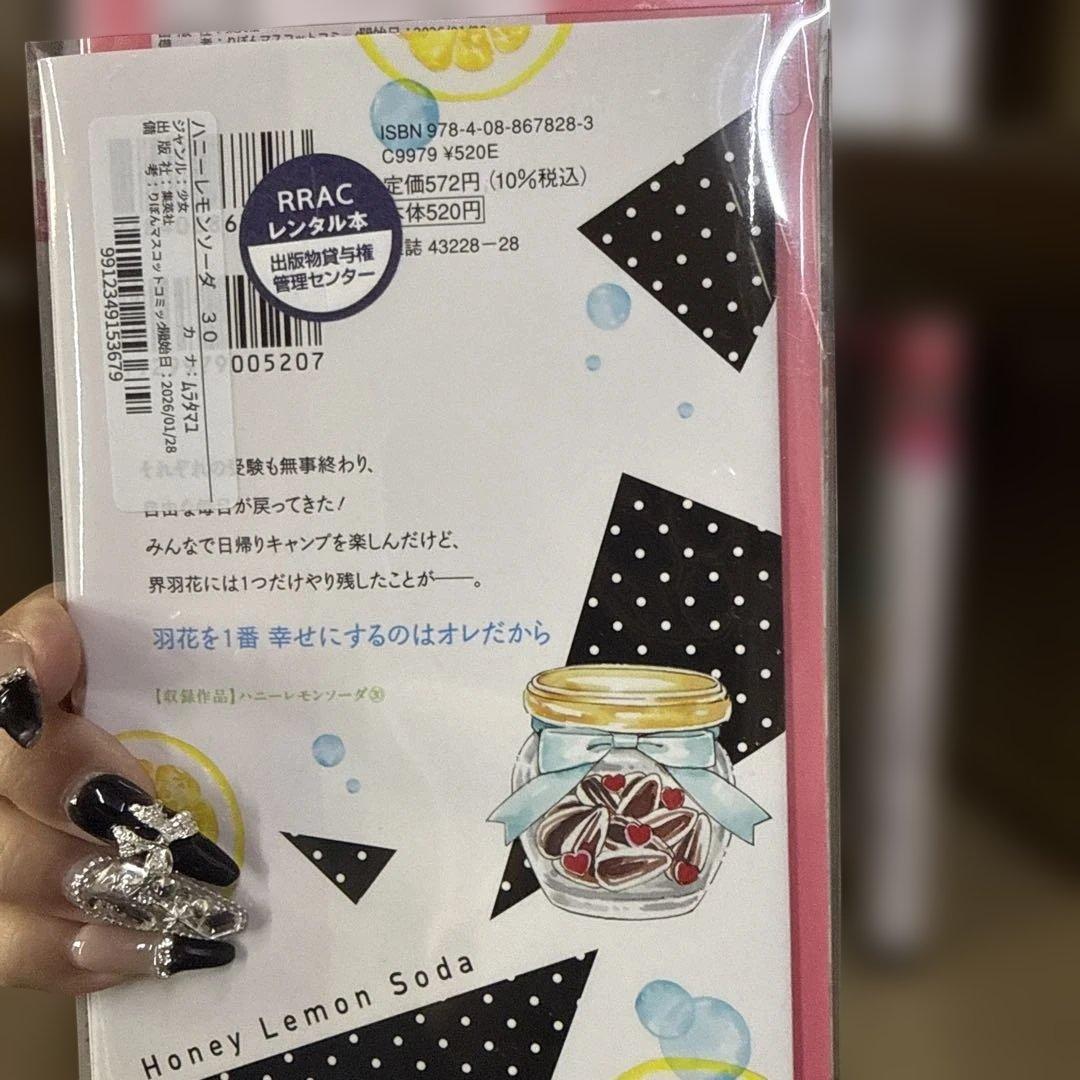 ISBN 978-4-08-867828-3
C9979 ¥520E
定価572円 (10%税込)
本体520円
誌 43228-28
RRAC
レンタル本
出版物貸与権
管理センター
005207
ハニーレモンソーダ 30
ジャンル：少女 カナ：ムラタマユ
出版社：集英社
備考：りぼんマスコットコミック 開始日：2026/01/28
9912349153679
それぞれの受験も無事終わり、
自由な毎日が戻ってきた！
みんなで日帰りキャンプを楽しんだけど、
界羽花には1つだけやり残したことが――。
羽花を1番 幸せにするのはオレだから
【収録作品】ハニーレモンソーダ㉚
Honey Lemon Soda